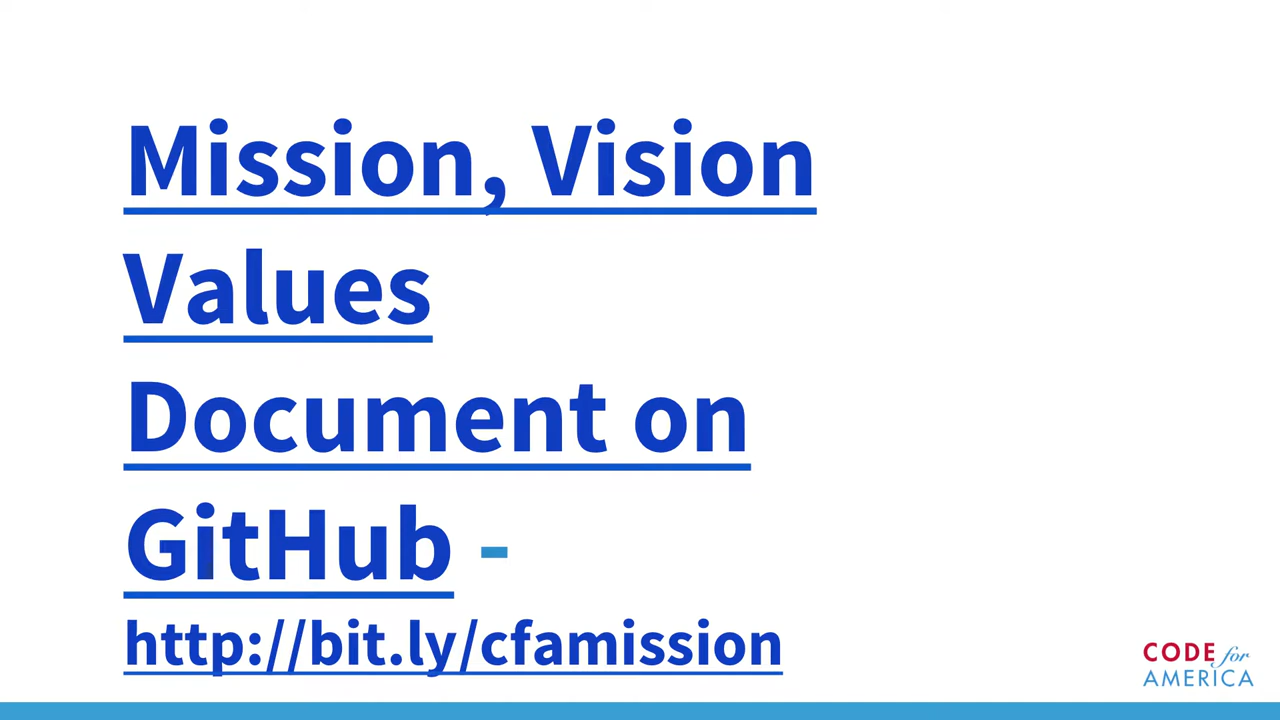 Mission, Vision
Values
Document on
GitHub -
http://bit.ly/cfamission
CODE for
AMERICA